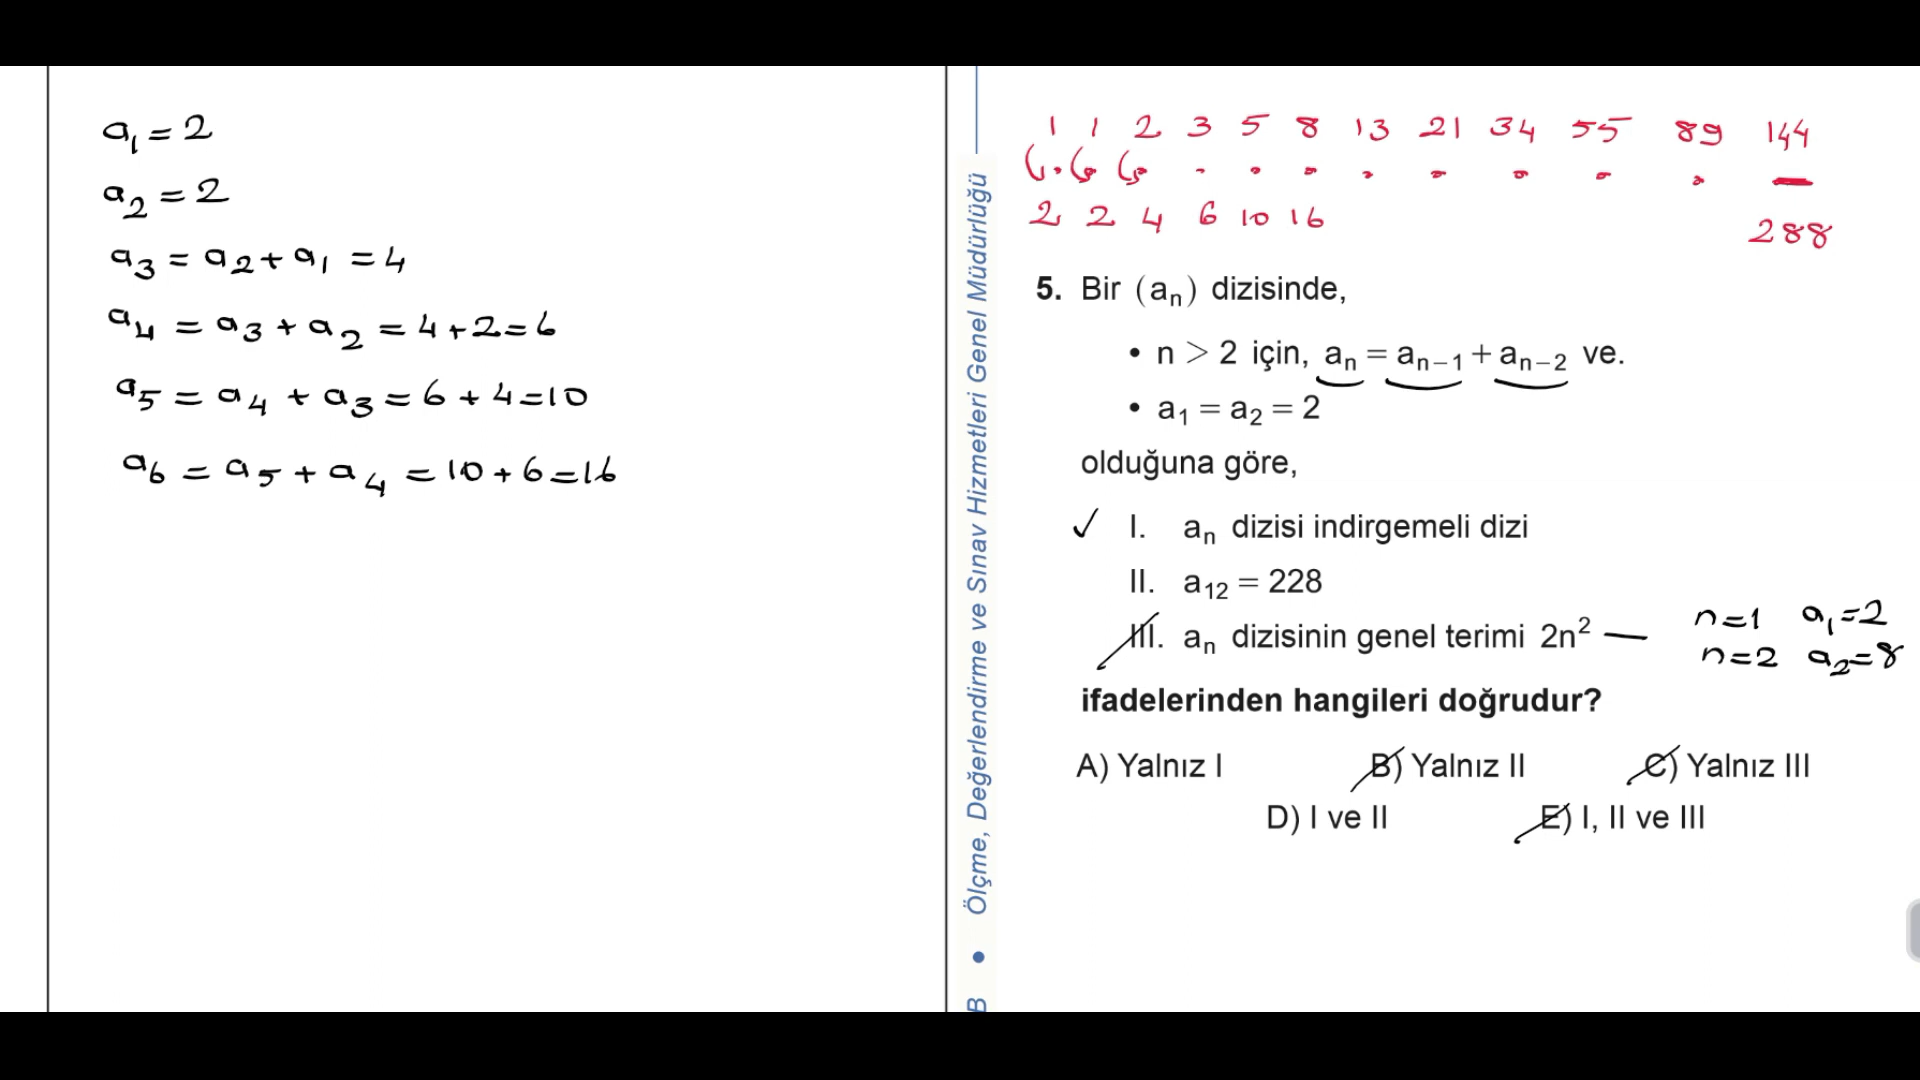 a₁ = 2
a₂ = 2
a₃ = a₂ + a₁ = 4
a₄ = a₃ + a₂ = 4 + 2 = 6
a₅ = a₄ + a₃ = 6 + 4 = 10
a₆ = a₅ + a₄ = 10 + 6 = 16
B • Ölçme, Değerlendirme ve Sınav Hizmetleri Genel Müdürlüğü
1 1 2 3 5 8 13 21 34 55 89 144
2 2 4 6 10 16 288
5. Bir (aₙ) dizisinde,
• n > 2 için, aₙ = aₙ₋₁ + aₙ₋₂ ve.
• a₁ = a₂ = 2
olduğuna göre,
✓ I. aₙ dizisi indirgemeli dizi
II. a₁₂ = 228
III. aₙ dizisinin genel terimi 2n² —
n=1 a₁=2
n=2 a₂=8
ifadelerinden hangileri doğrudur?
A) Yalnız I B) Yalnız II C) Yalnız III
D) I ve II E) I, II ve III